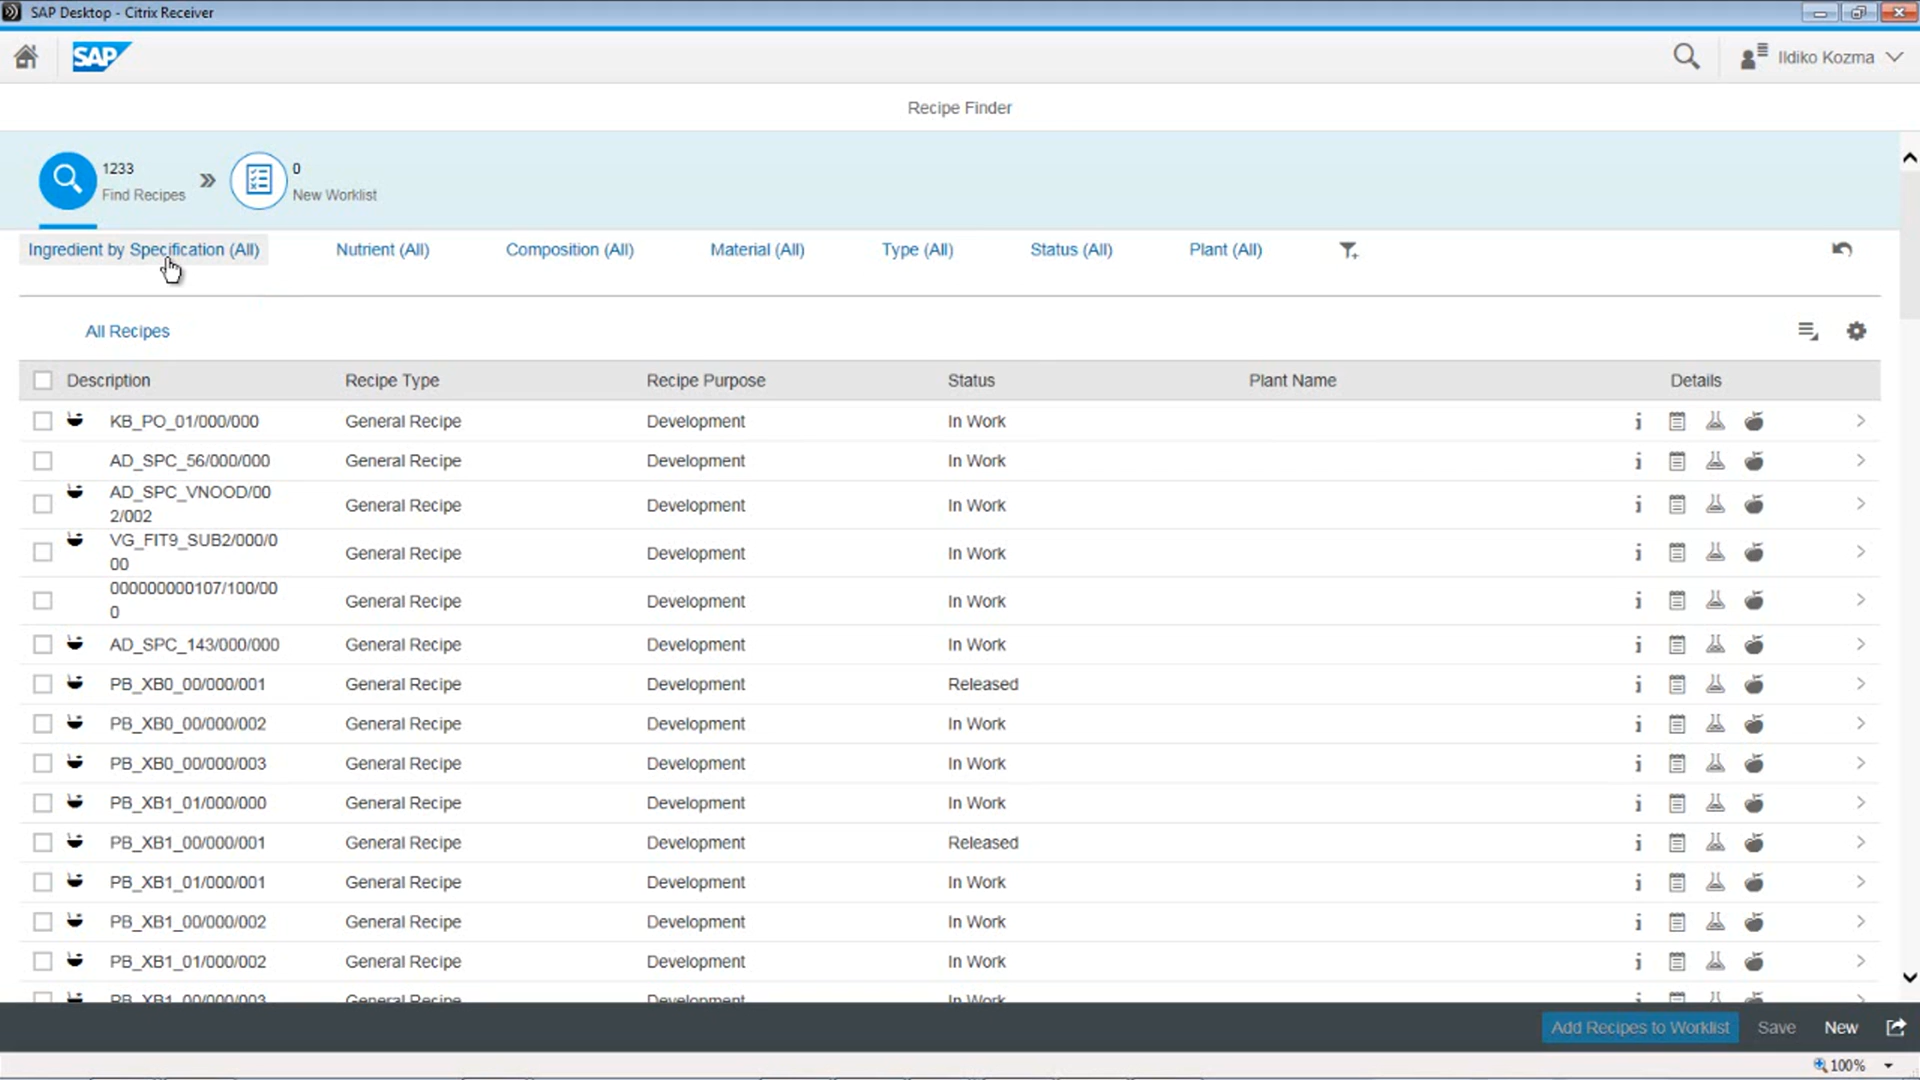 SAP Desktop - Citrix Receiver
SAP
Ildiko Kozma
Recipe Finder
1233
Find Recipes
0
New Worklist
Ingredient by Specification (All) Nutrient (All) Composition (All) Material (All) Type (All) Status (All) Plant (All)
All Recipes
Description Recipe Type Recipe Purpose Status Plant Name Details
KB_PO_01/000/000 General Recipe Development In Work
AD_SPC_56/000/000 General Recipe Development In Work
AD_SPC_VNOOD/00
2/002 General Recipe Development In Work
VG_FIT9_SUB2/000/0
00 General Recipe Development In Work
000000000107/100/00
0 General Recipe Development In Work
AD_SPC_143/000/000 General Recipe Development In Work
PB_XB0_00/000/001 General Recipe Development Released
PB_XB0_00/000/002 General Recipe Development In Work
PB_XB0_00/000/003 General Recipe Development In Work
PB_XB1_01/000/000 General Recipe Development In Work
PB_XB1_00/000/001 General Recipe Development Released
PB_XB1_01/000/001 General Recipe Development In Work
PB_XB1_00/000/002 General Recipe Development In Work
PB_XB1_01/000/002 General Recipe Development In Work
PB_XB1_00/000/003 General Recipe Development In Work
Add Recipes to Worklist Save New
100%